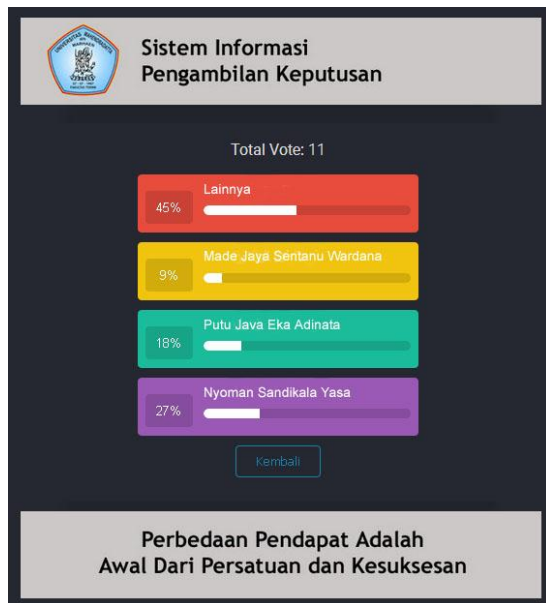 Sistem Informasi
Pengambilan Keputusan
Total Vote: 11
Lainnya
45%
Made Jaya Sentanu Wardana
9%
Putu Java Eka Adinata
18%
Nyoman Sandikala Yasa
27%
Kembali
Perbedaan Pendapat Adalah
Awal Dari Persatuan dan Kesuksesan